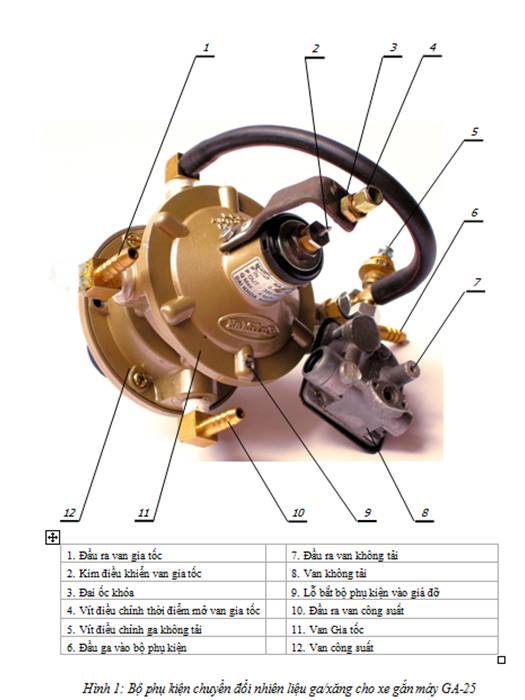 1
2
3
4
5
6
7
12
11
10
9
8
1. Đầu ra van gia tốc
7. Đầu ra van không tải
2. Kim điều khiển van gia tốc
8. Van không tải
3. Đai ốc khóa
9. Lỗ bắt bộ phụ kiện vào giá đỡ
4. Vít điều chỉnh thời điểm mở van gia tốc
10. Đầu ra van công suất
5. Vít điều chỉnh ga không tải
11. Van Gia tốc
6. Đầu ga vào bộ phụ kiện
12. Van công suất
Hình 1: Bộ phụ kiện chuyển đổi nhiên liệu ga/xăng cho xe gắn máy GA-25